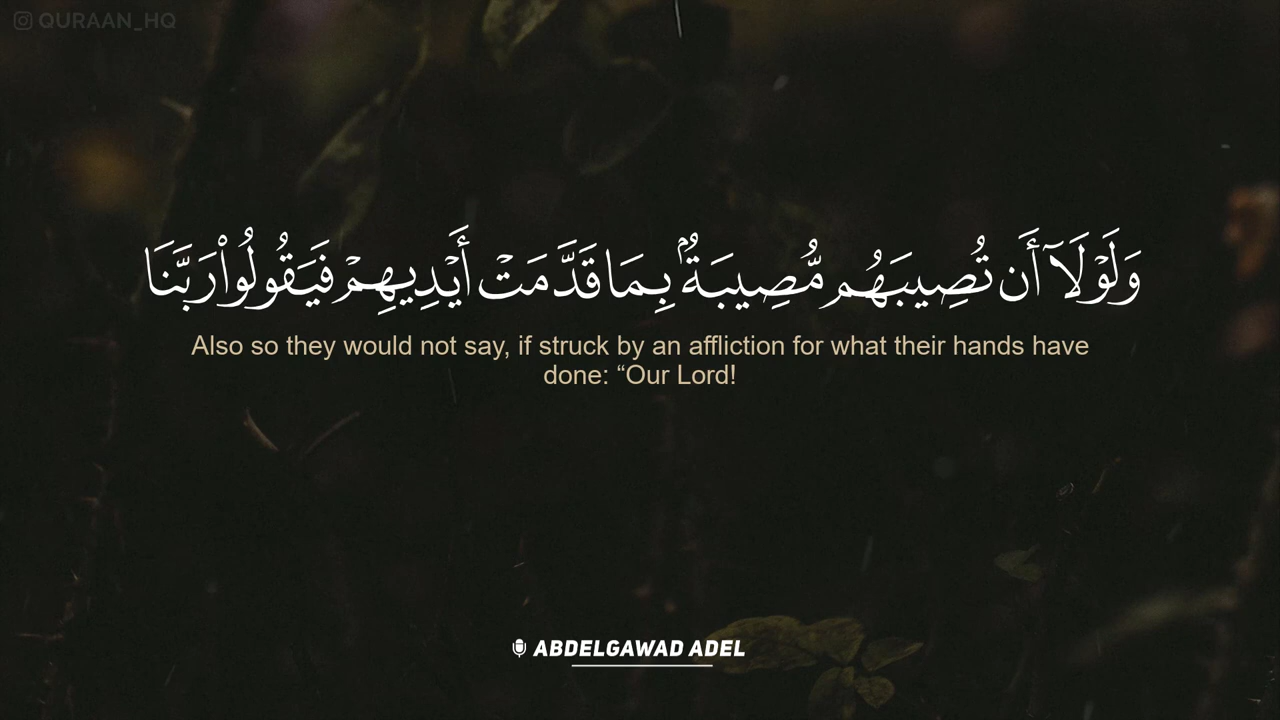 QURAAN_HQ
وَلَوْلَآ أَن تُصِيبَهُم مُّصِيبَةٌۢ بِمَا قَدَّمَتْ أَيْدِيهِمْ فَيَقُولُوا۟ رَبَّنَا
Also so they would not say, if struck by an affliction for what their hands have
done: “Our Lord!
ABDELGAWAD ADEL